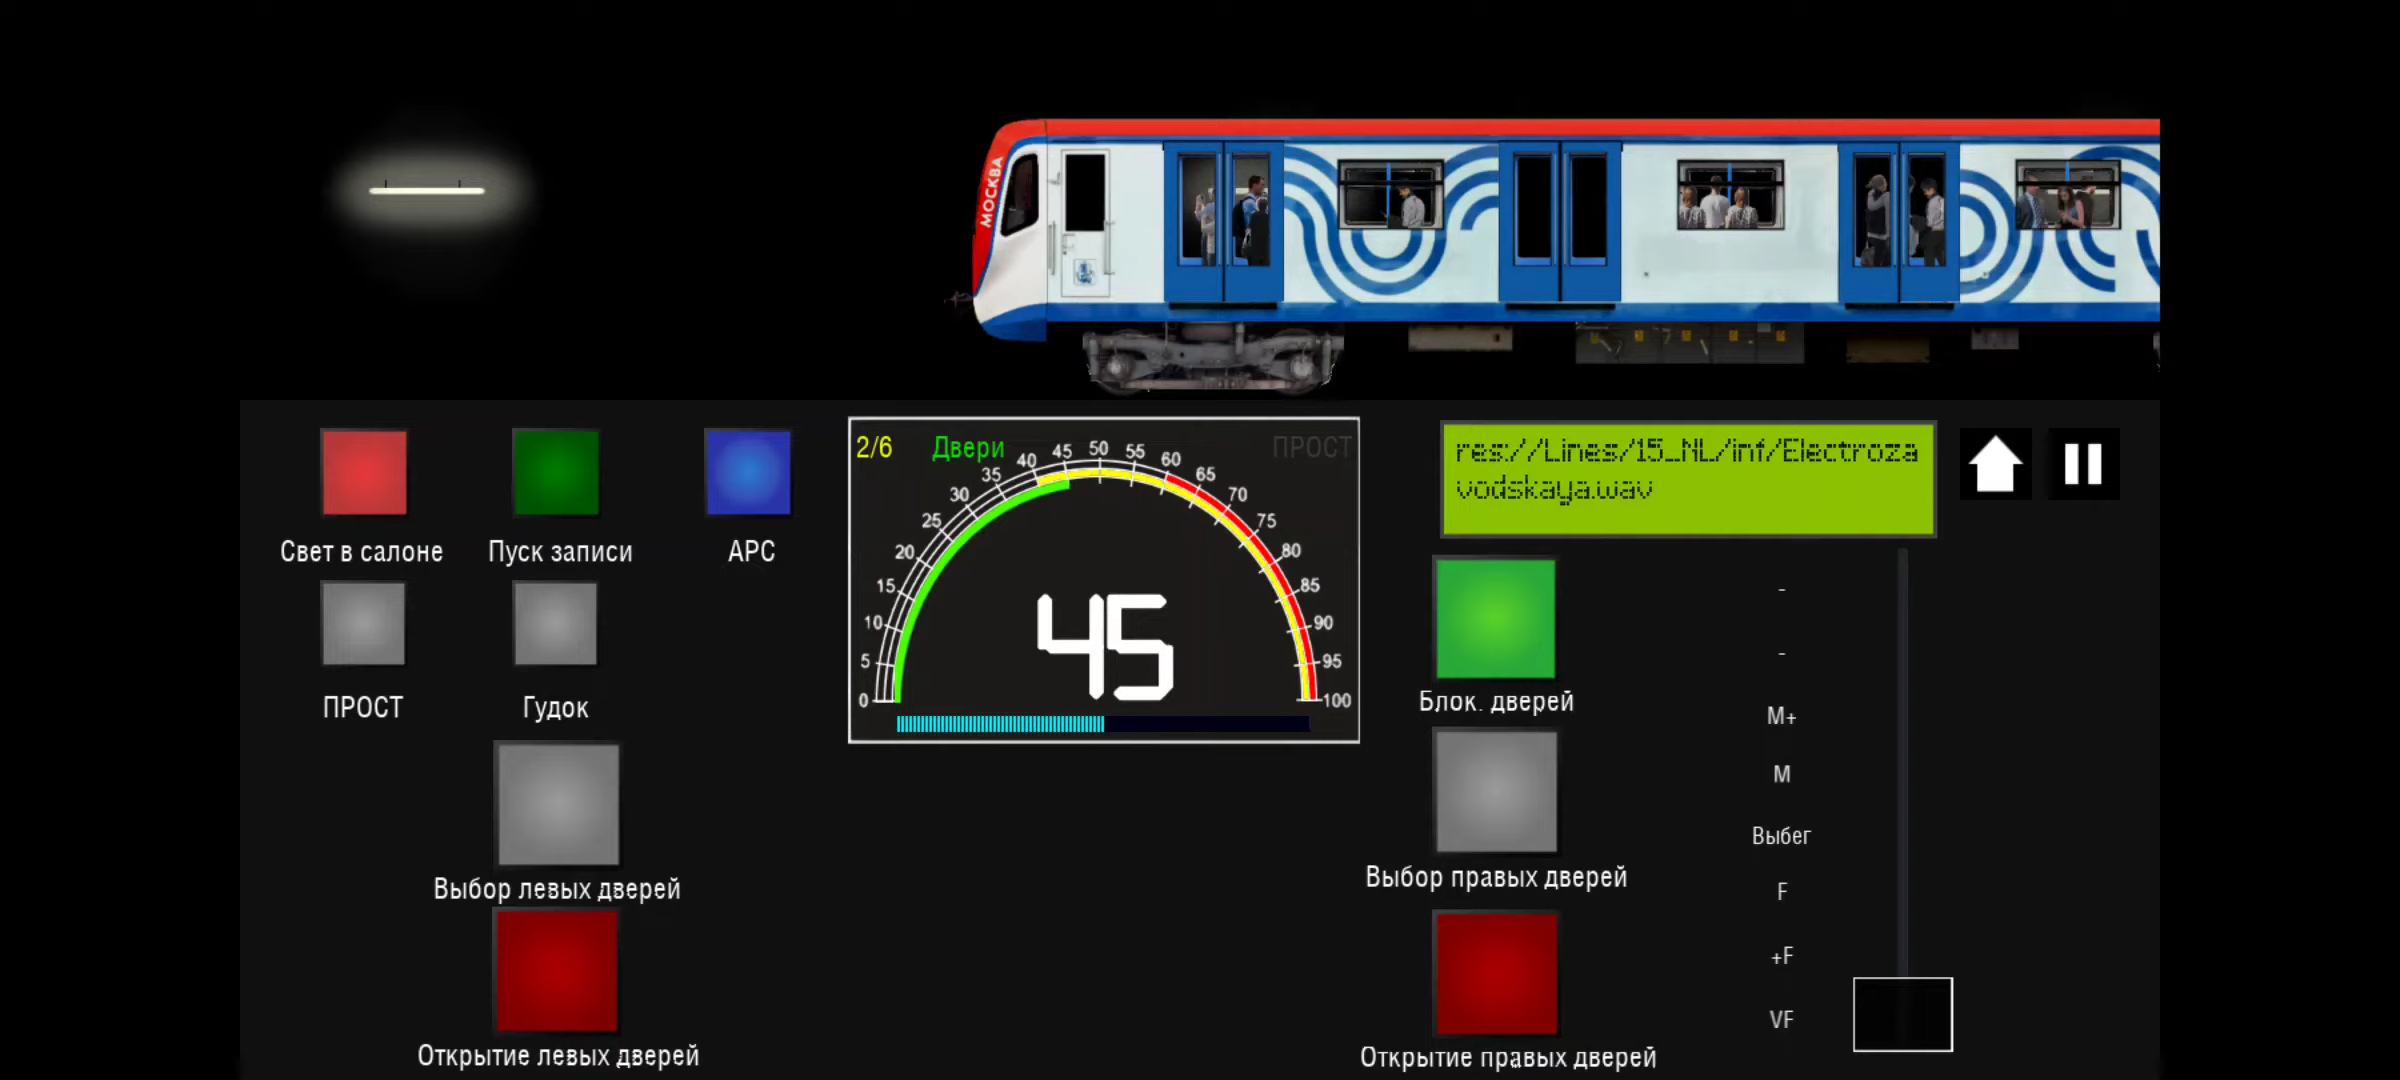 МОСКВА
2/6 Двери ПРОСТ
0 5 10 15 20 25 30 35 40 45 50 55 60 65 70 75 80 85 90 95 100
45
res://Lines/15_NL/inf/Electroza
vodskaya.wav
Свет в салоне
Пуск записи
АРС
ПРОСТ
Гудок
Выбор левых дверей
Открытие левых дверей
Блок. дверей
Выбор правых дверей
Открытие правых дверей
-
-
M+
M
Выбег
F
+F
VF